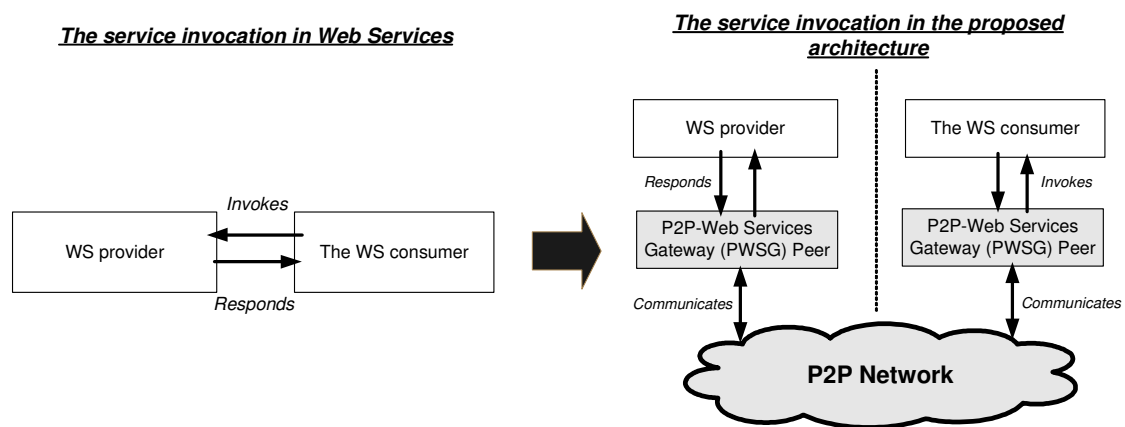 The service invocation in Web Services
The service invocation in the proposed
architecture
Invokes
WS provider
The WS consumer
Responds
WS provider
The WS consumer
Responds
Invokes
P2P-Web Services
Gateway (PWSG) Peer
P2P-Web Services
Gateway (PWSG) Peer
Communicates
Communicates
P2P Network